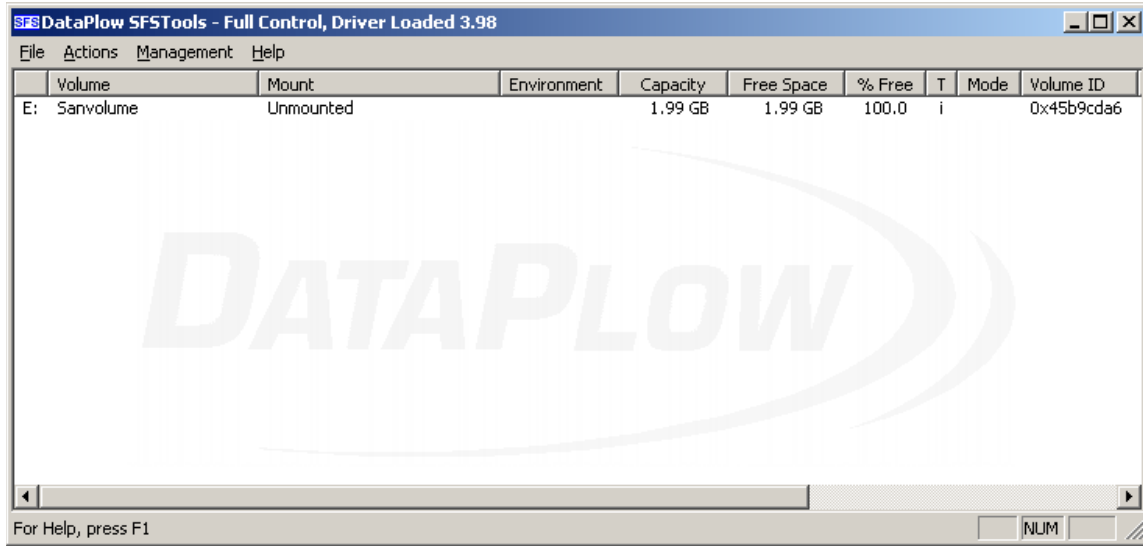 SFS DataPlow SFSTools - Full Control, Driver Loaded 3.98
File Actions Management Help
Volume Mount Environment Capacity Free Space % Free T Mode Volume ID
E: Sanvolume Unmounted 1.99 GB 1.99 GB 100.0 i 0x45b9cda6
DATAPLOW
For Help, press F1 NUM